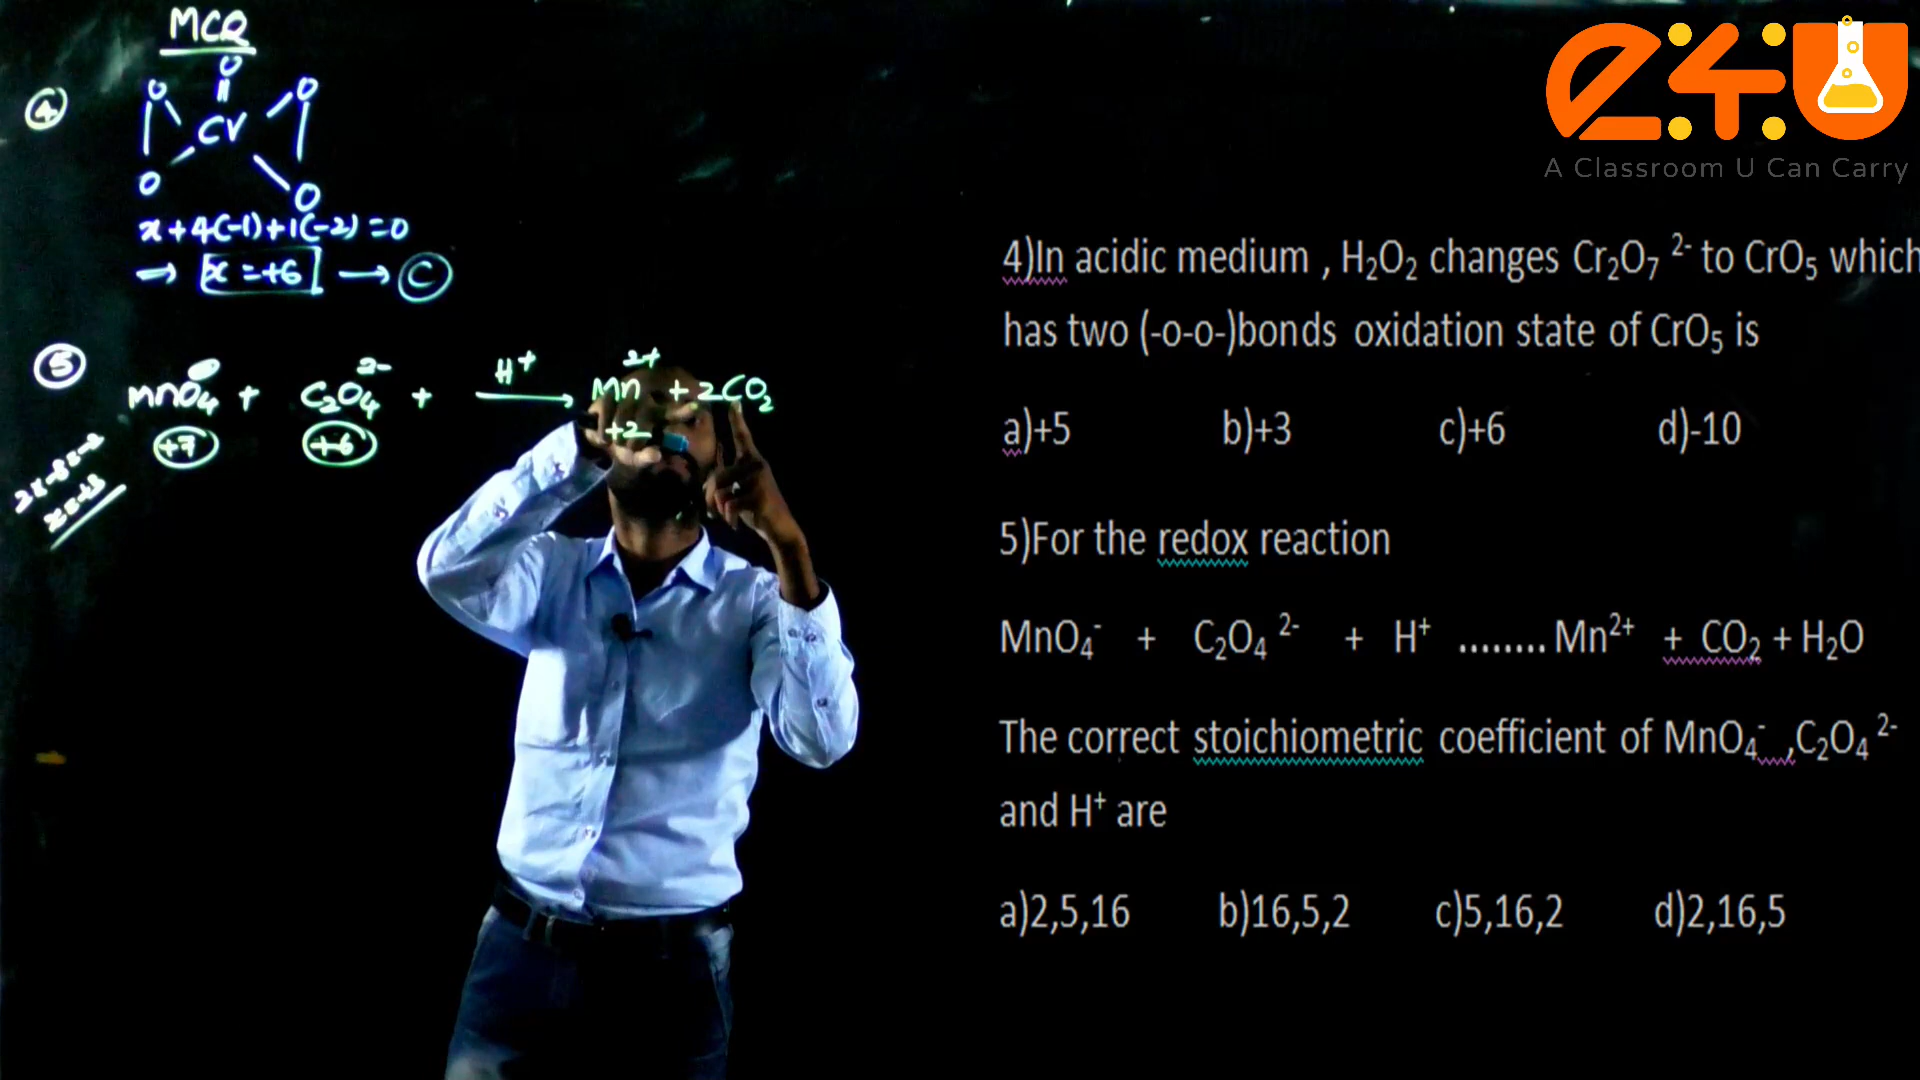 MCQ
4
O
O O
Cr
O O
x+4(-1)+1(-2)=0
⇒ x=+6 → C
5
MnO4 + C2O4 2- + H+ → Mn 2+ + 2CO2
+7 +6 +2
2x-8=-2
x=+3
e4U
A Classroom U Can Carry
4)In acidic medium , H₂O₂ changes Cr₂O₇ ²⁻ to CrO₅ which
has two (-o-o-)bonds oxidation state of CrO₅ is
a)+5 b)+3 c)+6 d)-10
5)For the redox reaction
MnO₄⁻ + C₂O₄ ²⁻ + H⁺ ........ Mn²⁺ + CO₂ + H₂O
The correct stoichiometric coefficient of MnO₄⁻ ,C₂O₄ ²⁻
and H⁺ are
a)2,5,16 b)16,5,2 c)5,16,2 d)2,16,5